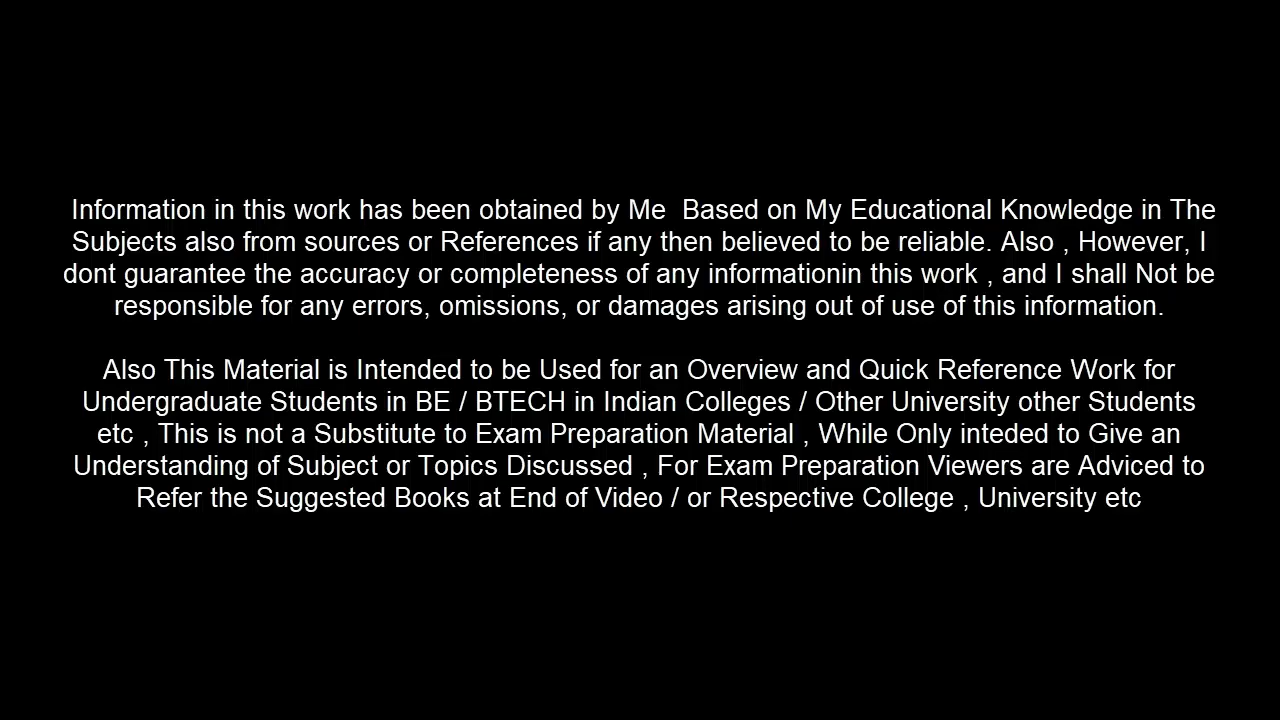 Information in this work has been obtained by Me  Based on My Educational Knowledge in The
Subjects also from sources or References if any then believed to be reliable. Also , However, I
dont guarantee the accuracy or completeness of any informationin this work , and I shall Not be
responsible for any errors, omissions, or damages arising out of use of this information.
Also This Material is Intended to be Used for an Overview and Quick Reference Work for
Undergraduate Students in BE / BTECH in Indian Colleges / Other University other Students
etc , This is not a Substitute to Exam Preparation Material , While Only inteded to Give an
Understanding of Subject or Topics Discussed , For Exam Preparation Viewers are Adviced to
Refer the Suggested Books at End of Video / or Respective College , University etc